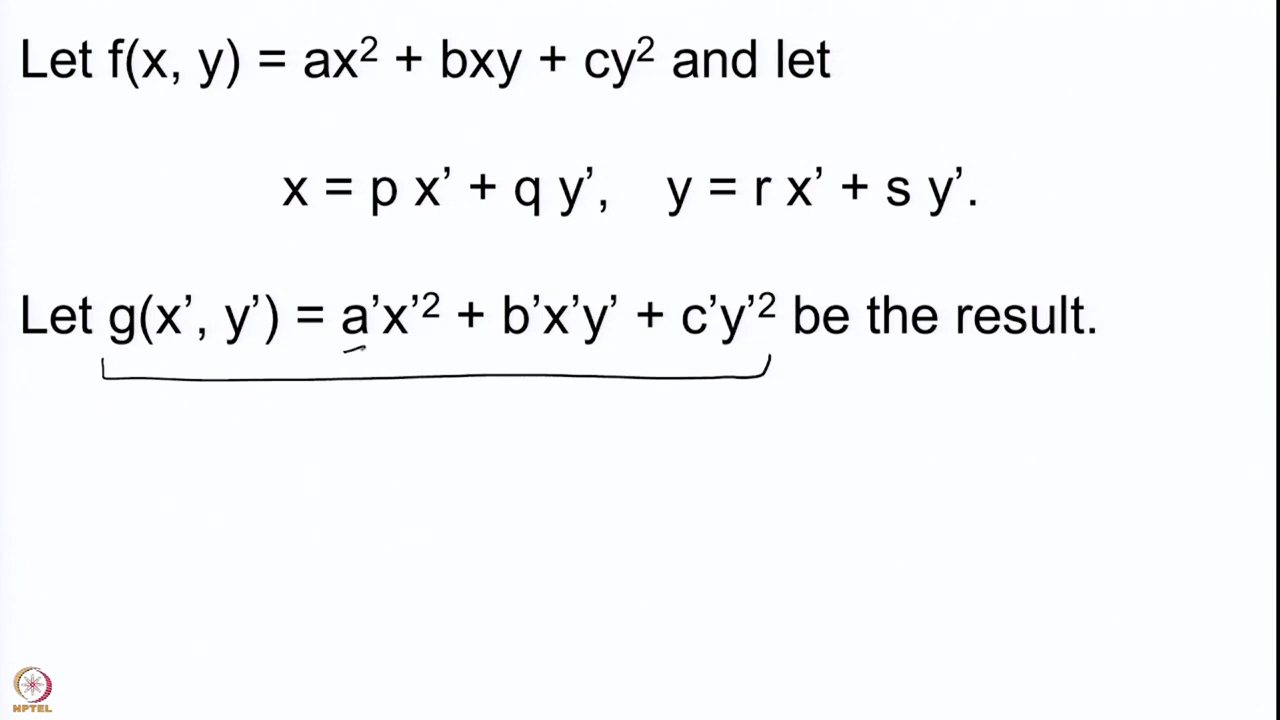 Let f(x, y) = ax² + bxy + cy² and let
x = p x’ + q y’, y = r x’ + s y’.
Let g(x’, y’) = a’x’² + b’x’y’ + c’y’² be the result.
NPTEL